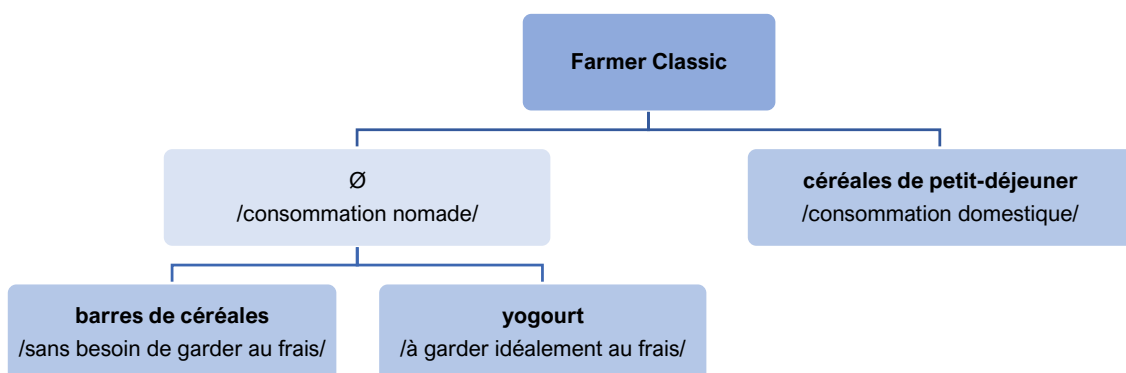 Farmer Classic
Ø
/consommation nomade/
céréales de petit-déjeuner
/consommation domestique/
barres de céréales
/sans besoin de garder au frais/
yogourt
/à garder idéalement au frais/